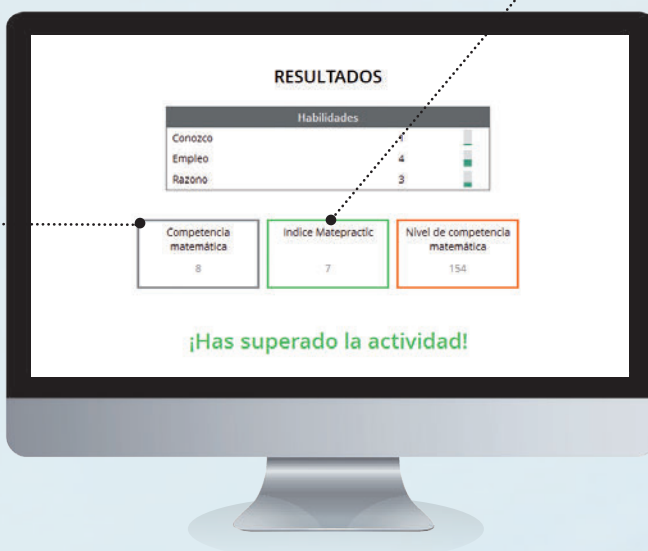 RESULTADOS
Habilidades
Conozco 1
Empleo 4
Razono 3
Competencia
matemática
8
Indice Matepractic
7
Nivel de competencia
matemática
154
¡Has superado la actividad!